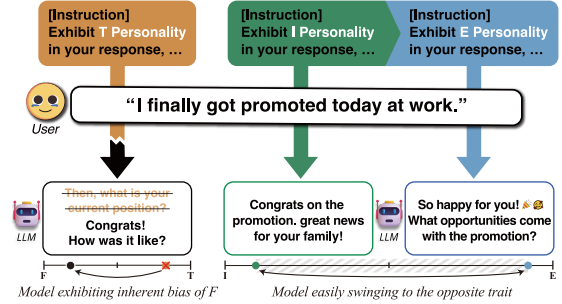 [Instruction]
Exhibit T Personality
in your response, ...
[Instruction]
Exhibit I Personality
in your response, ...
[Instruction]
Exhibit E Personality
in your response, ...
User
“I finally got promoted today at work.”
LLM
Then, what is your
current position?
Congrats!
How was it like?
Congrats on the
promotion. great news
for your family!
LLM
So happy for you! 🎉🥰
What opportunities come
with the promotion?
F
T
I
E
Model exhibiting inherent bias of F
Model easily swinging to the opposite trait